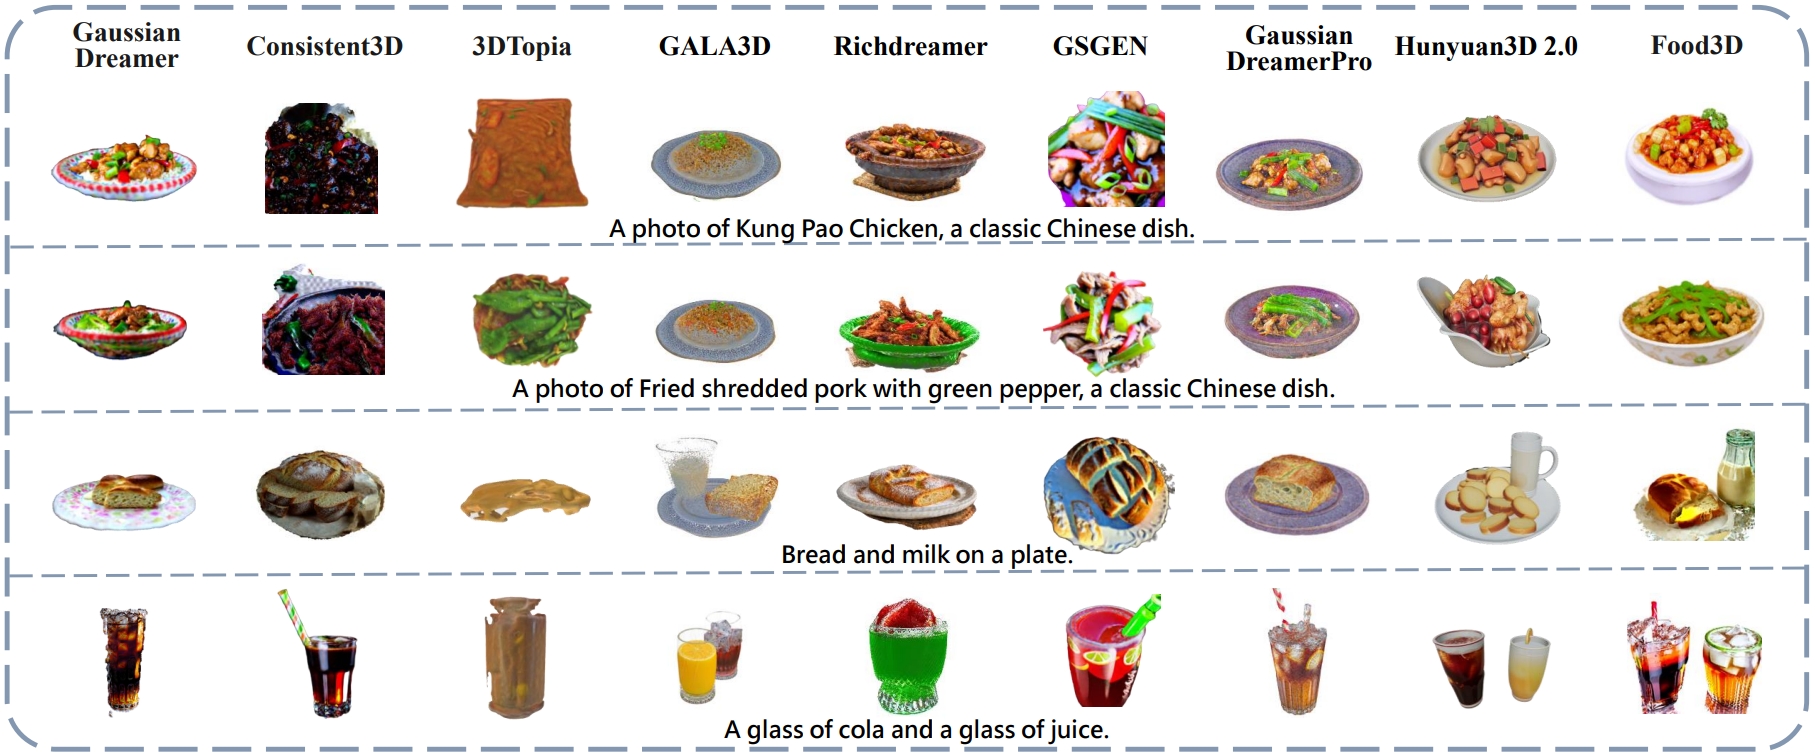 Gaussian
Dreamer
Consistent3D
3DTopia
GALA3D
Richdreamer
GSGEN
Gaussian
DreamerPro
Hunyuan3D 2.0
Food3D
A photo of Kung Pao Chicken, a classic Chinese dish.
A photo of Fried shredded pork with green pepper, a classic Chinese dish.
Bread and milk on a plate.
A glass of cola and a glass of juice.